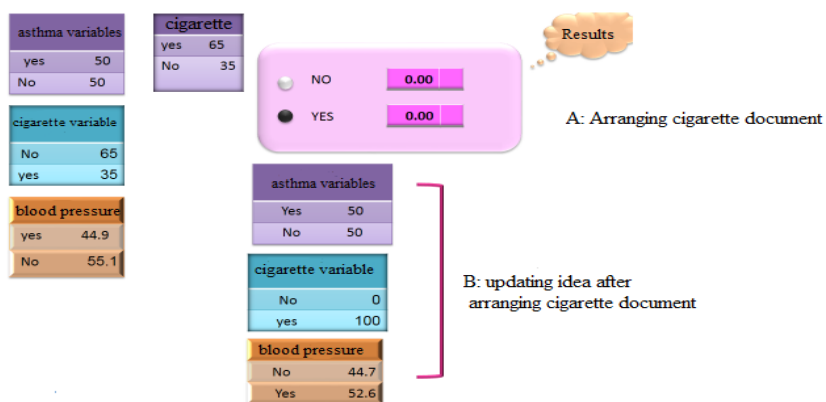 asthma variables
yes 50
No 50
cigarette
yes 65
No 35
cigarette variable
No 65
yes 35
blood pressure
yes 44.9
No 55.1
NO 0.00
YES 0.00
Results
A: Arranging cigarette document
asthma variables
Yes 50
No 50
cigarette variable
No 0
yes 100
blood pressure
No 44.7
Yes 52.6
B: updating idea after
arranging cigarette document